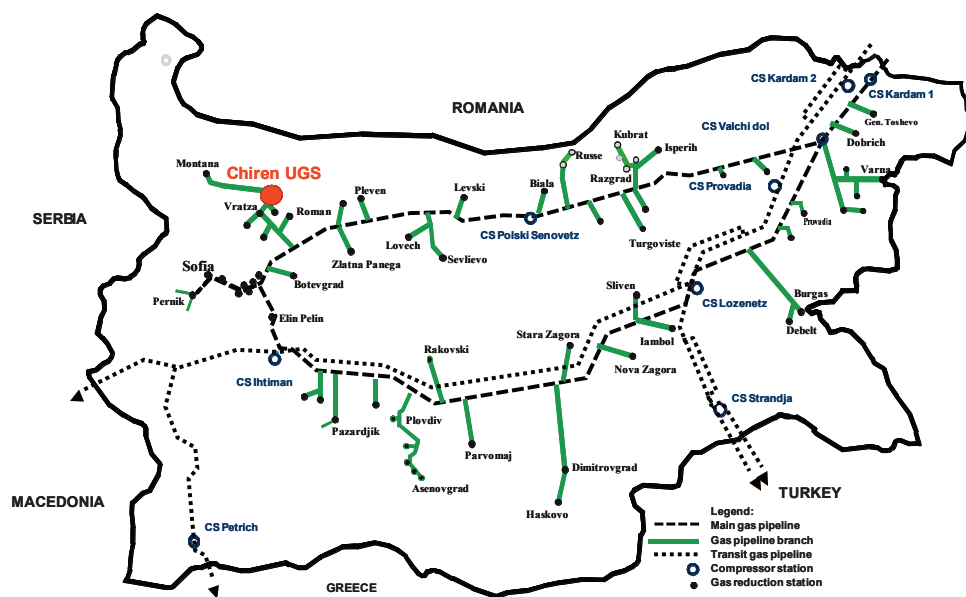 CS Kardam 2
CS Kardam 1
ROMANIA
Gen. Toshevo
CS Valchi dol
Kubrat
Dobrich
Isperih
Russe
Montana
Chiren UGS
Varna
Razgrad
Pleven
Levski
Biala
CS Provadia
Vratza
Roman
SERBIA
Provadia
CS Polski Senovetz
Turgoviste
Lovech
Sevlievo
Zlatna Panega
Sofia
Botevgrad
Sliven
CS Lozenetz
Burgas
Pernik
Elin Pelin
Debelt
Stara Zagora
Iambol
Rakovski
Nova Zagora
CS Ihtiman
CS Strandja
Plovdiv
Pazardjik
Parvomaj
Dimitrovgrad
Asenovgrad
TURKEY
MACEDONIA
Haskovo
Legend:
Main gas pipeline
CS Petrich
Gas pipeline branch
Transit gas pipeline
Compressor station
Gas reduction station
GREECE